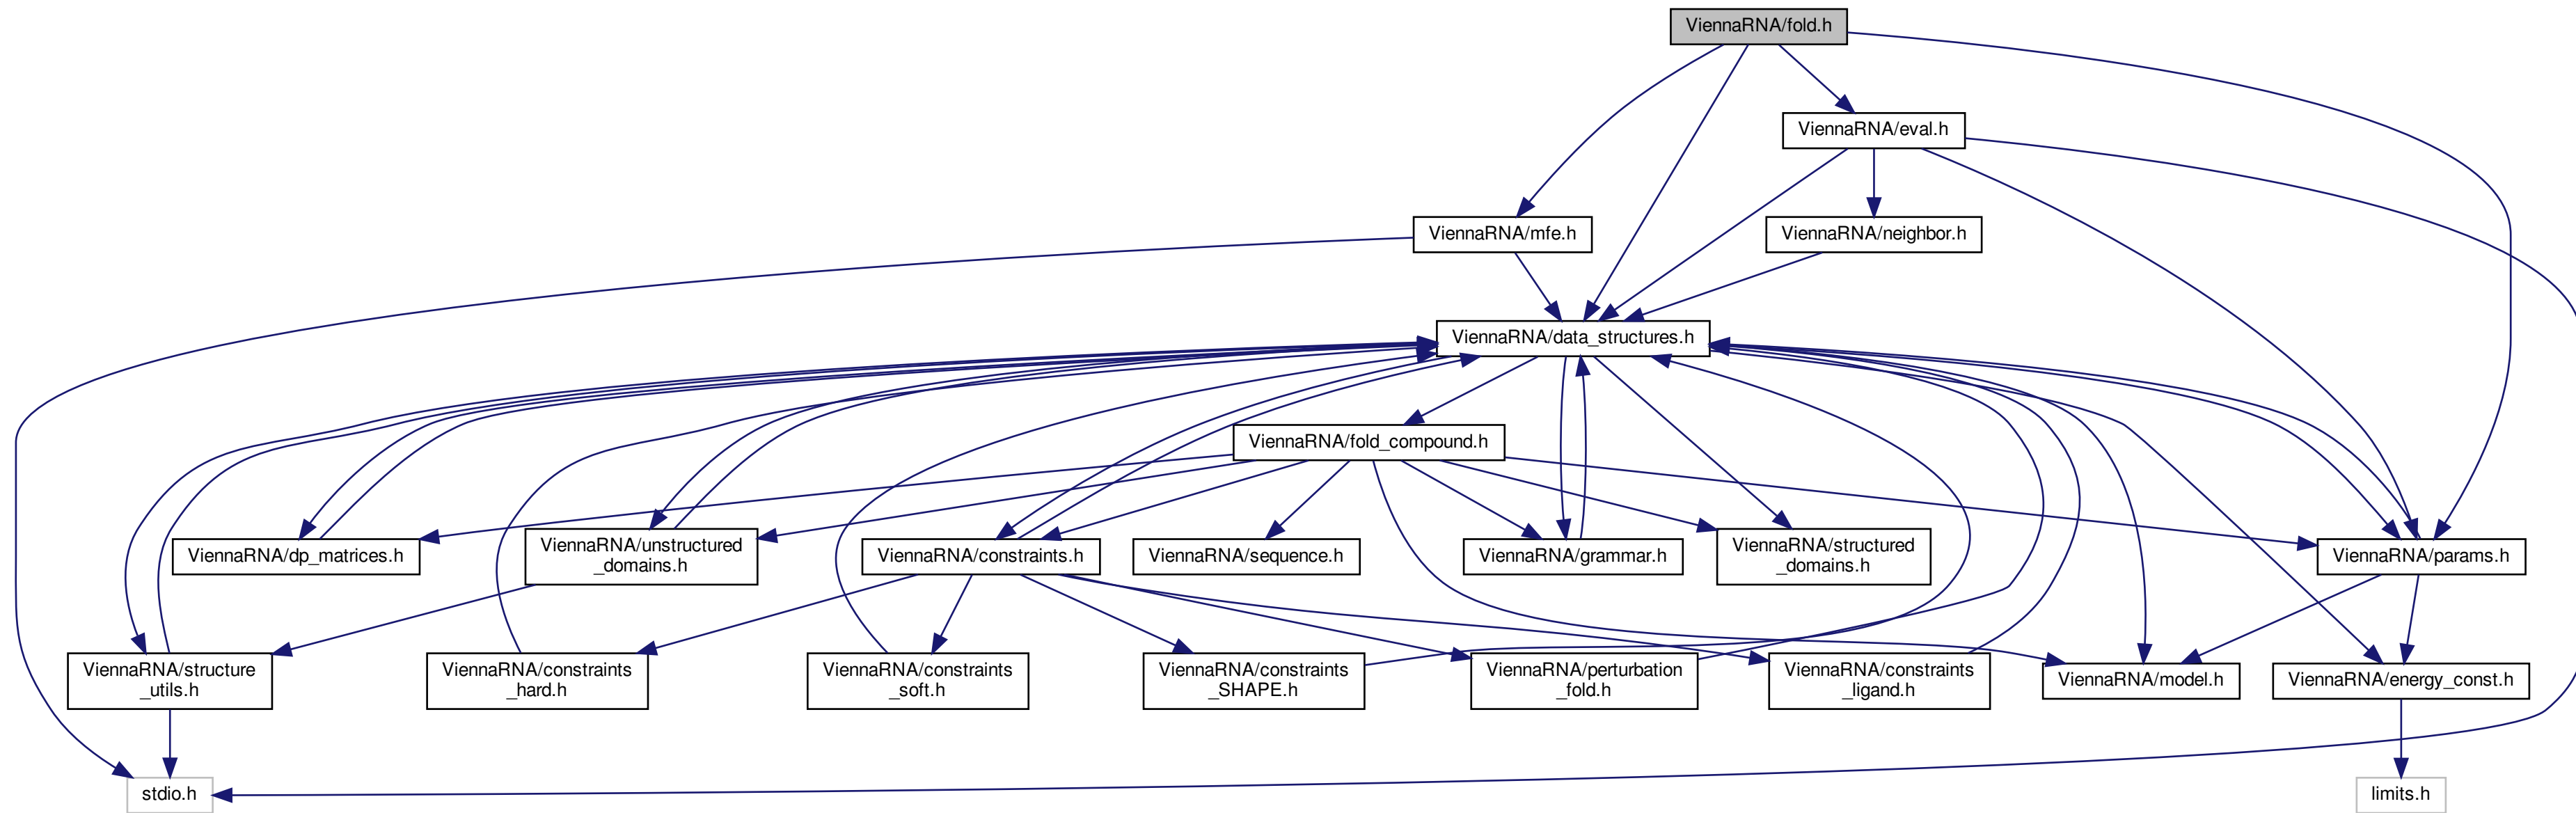 ViennaRNA/fold.h
ViennaRNA/eval.h
ViennaRNA/mfe.h
ViennaRNA/neighbor.h
ViennaRNA/data_structures.h
ViennaRNA/fold_compound.h
ViennaRNA/dp_matrices.h
ViennaRNA/unstructured
_domains.h
ViennaRNA/constraints.h
ViennaRNA/sequence.h
ViennaRNA/grammar.h
ViennaRNA/structured
_domains.h
ViennaRNA/params.h
ViennaRNA/structure
_utils.h
ViennaRNA/constraints
_hard.h
ViennaRNA/constraints
_soft.h
ViennaRNA/constraints
_SHAPE.h
ViennaRNA/perturbation
_fold.h
ViennaRNA/constraints
_ligand.h
ViennaRNA/model.h
ViennaRNA/energy_const.h
stdio.h
limits.h